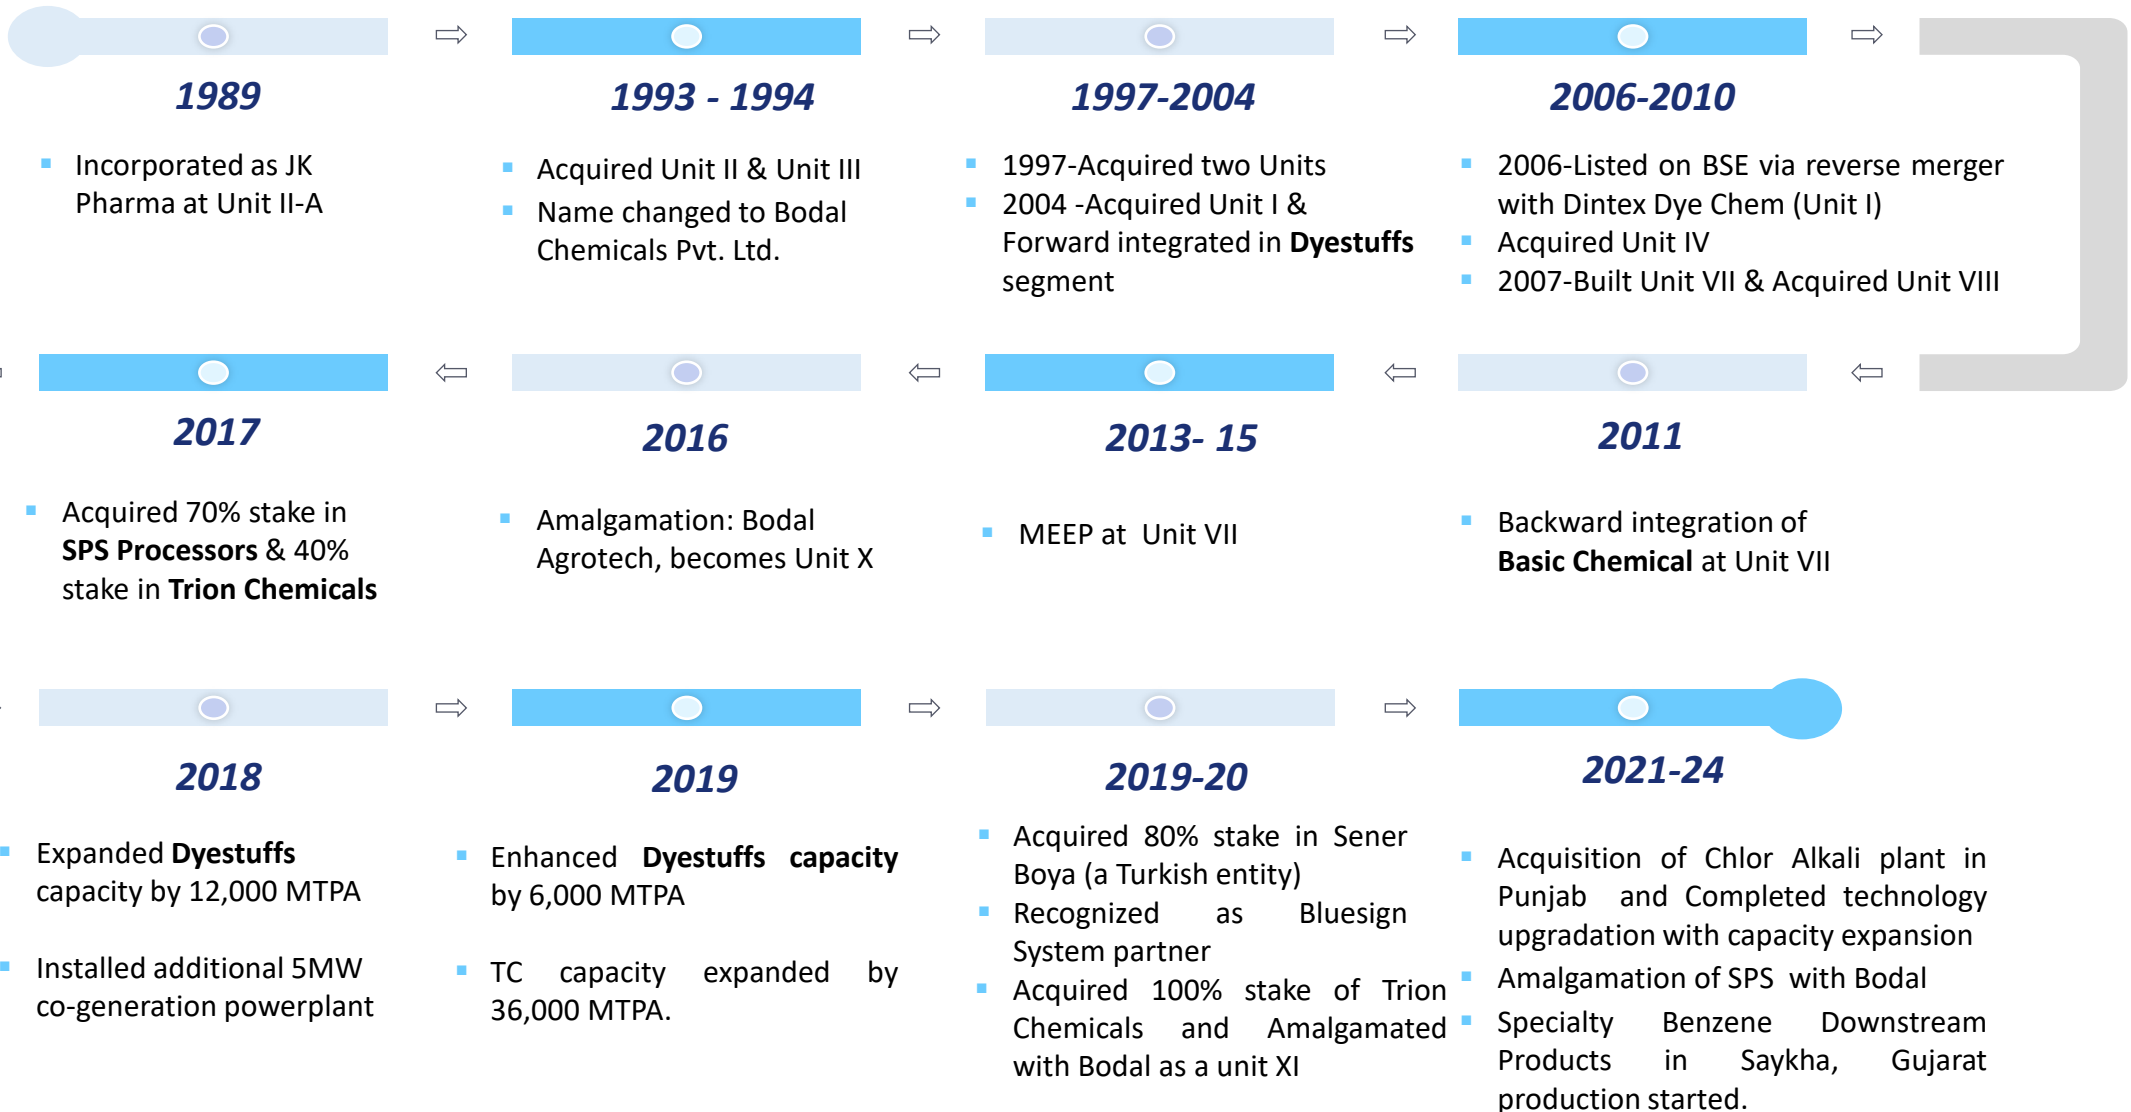 1989
Incorporated as JK
Pharma at Unit II-A
1993 - 1994
Acquired Unit II & Unit III
Name changed to Bodal
Chemicals Pvt. Ltd.
1997-2004
1997-Acquired two Units
2004 -Acquired Unit I &
Forward integrated in Dyestuffs
segment
2006-2010
2006-Listed on BSE via reverse merger
with Dintex Dye Chem (Unit I)
Acquired Unit IV
2007-Built Unit VII & Acquired Unit VIII
2011
Backward integration of
Basic Chemical at Unit VII
2013- 15
MEEP at Unit VII
2016
Amalgamation: Bodal
Agrotech, becomes Unit X
2017
Acquired 70% stake in
SPS Processors & 40%
stake in Trion Chemicals
2018
Expanded Dyestuffs
capacity by 12,000 MTPA
Installed additional 5MW
co-generation powerplant
2019
Enhanced Dyestuffs capacity
by 6,000 MTPA
TC capacity expanded by
36,000 MTPA.
2019-20
Acquired 80% stake in Sener
Boya (a Turkish entity)
Recognized as Bluesign
System partner
Acquired 100% stake of Trion
Chemicals and Amalgamated
with Bodal as a unit XI
2021-24
Acquisition of Chlor Alkali plant in
Punjab and Completed technology
upgradation with capacity expansion
Amalgamation of SPS with Bodal
Specialty Benzene Downstream
Products in Saykha, Gujarat
production started.